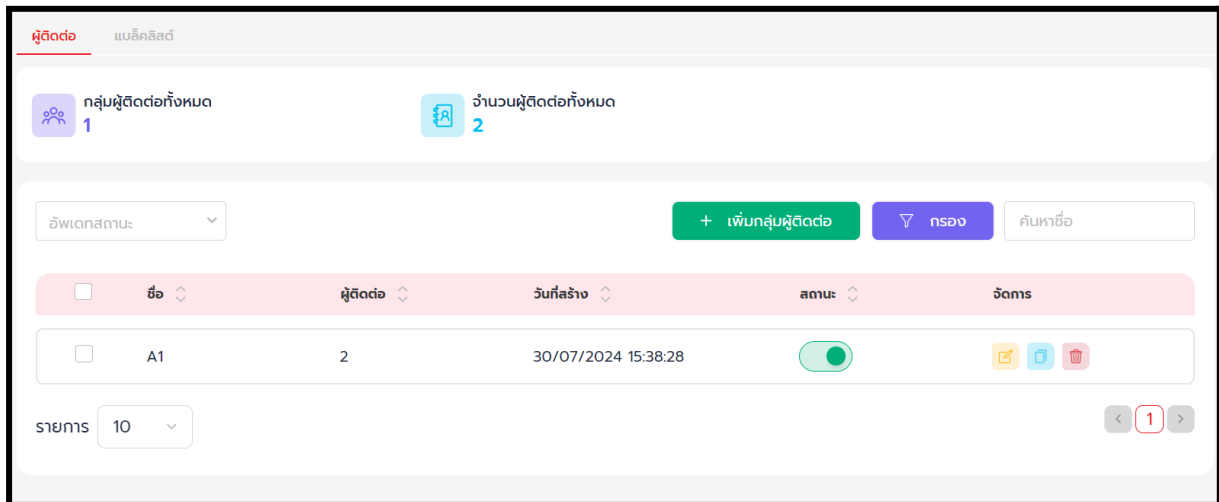 ผู้ติดต่อ แบล็คลิสต์
กลุ่มผู้ติดต่อทั้งหมด
1
จำนวนผู้ติดต่อทั้งหมด
2
อัพเดทสถานะ
+ เพิ่มกลุ่มผู้ติดต่อ
กรอง
ค้นหาชื่อ
ชื่อ ผู้ติดต่อ วันที่สร้าง สถานะ จัดการ
A1 2 30/07/2024 15:38:28
รายการ 10
< 1 >